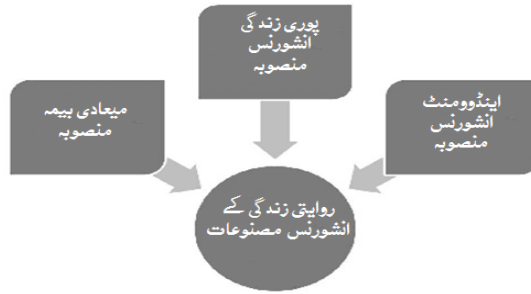 پوری زندگی
انشورنس
منصوبہ
اینڈوومنٹ
انشورنس
منصوبہ
میعادی بیمہ
منصوبہ
روایتی زندگی کے
انشورنس مصنوعات